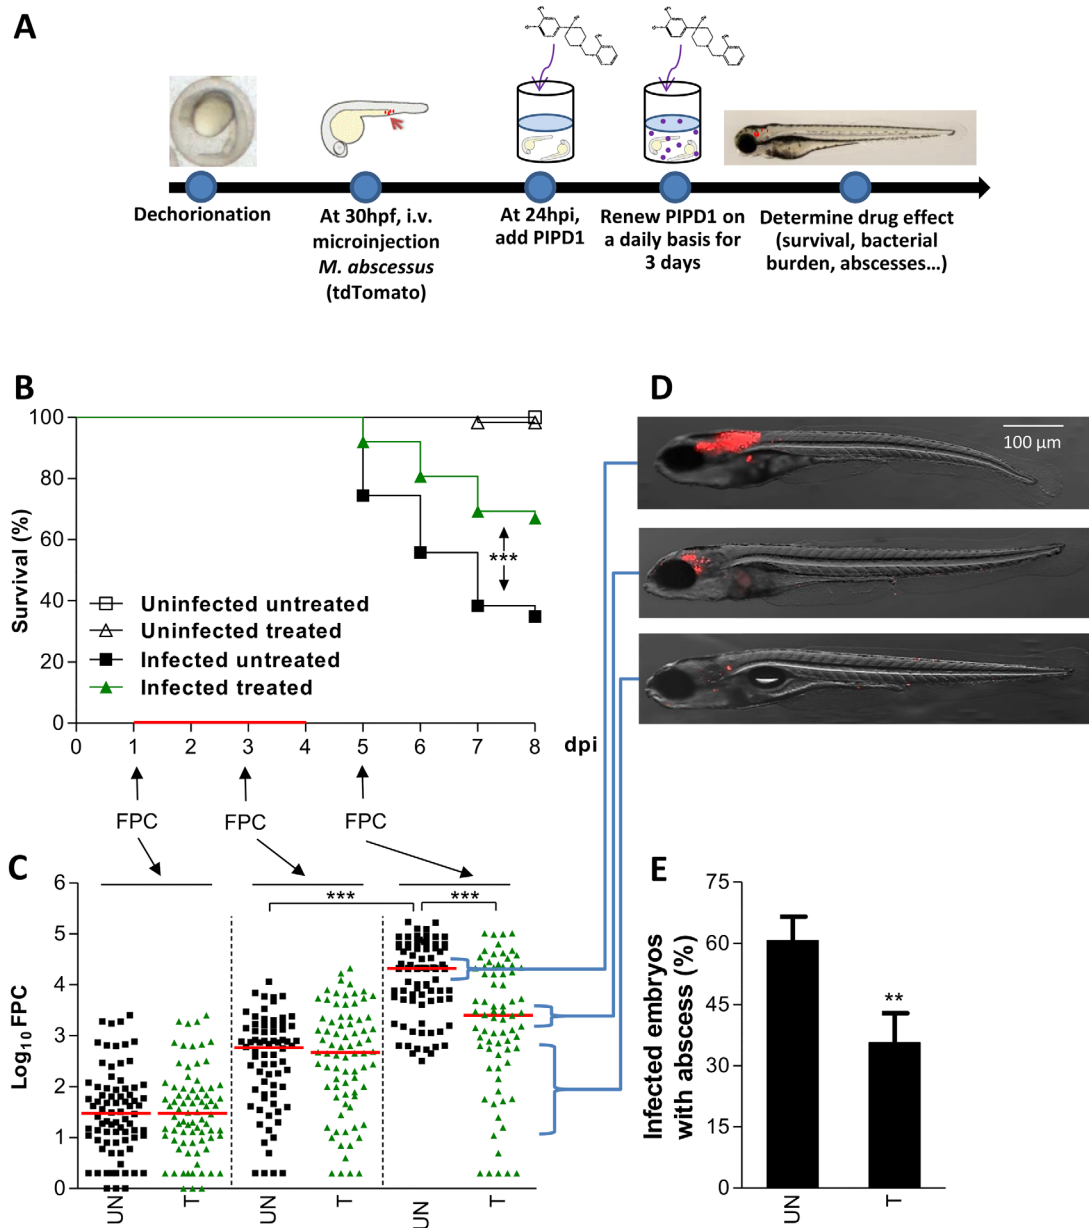 A
Dechorionation
At 30hpf, i.v.
microinjection
M. abscessus
(tdTomato)
At 24hpi,
add PIPD1
Renew PIPD1 on
a daily basis for
3 days
Determine drug effect
(survival, bacterial
burden, abscesses...)
B
Survival (%)
100
80
60
40
20
0
***
Uninfected untreated
Uninfected treated
Infected untreated
Infected treated
0 1 2 3 4 5 6 7 8 dpi
FPC FPC FPC
D
100 µm
C
Log10 FPC
6
5
4
3
2
1
0
*** ***
UN T UN T UN T
E
Infected embryos
with abscess (%)
75
60
45
30
15
0
**
UN T